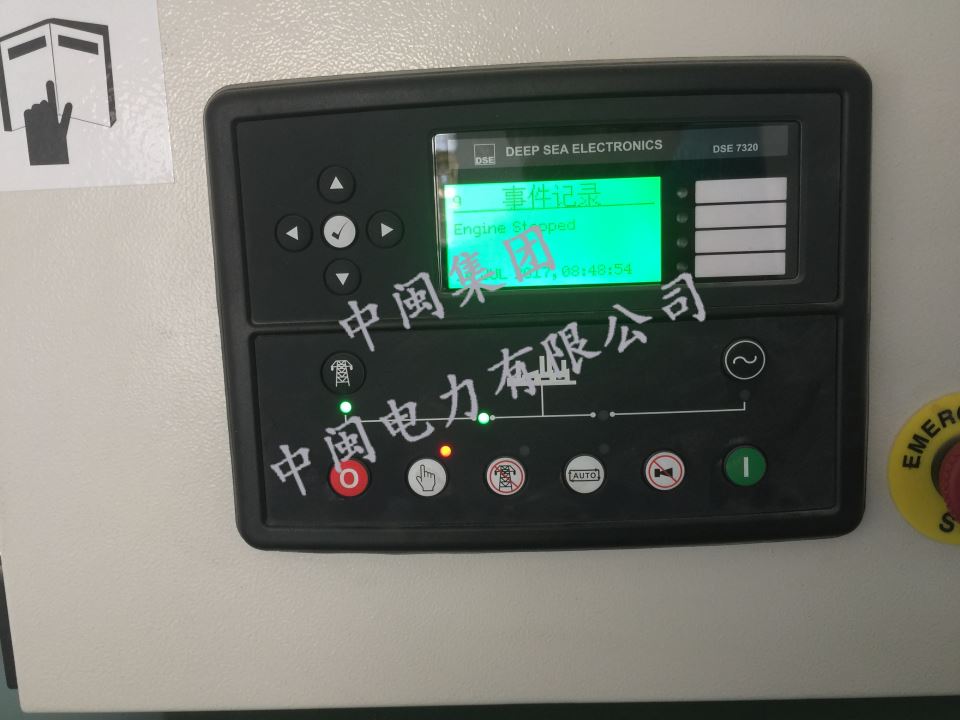 DSE
DEEP SEA ELECTRONICS
DSE 7320
9 事件记录
Engine Stopped
2017, 08:48:54
中闽集团
中闽电力有限公司
O
AUTO
I
EMERG
S